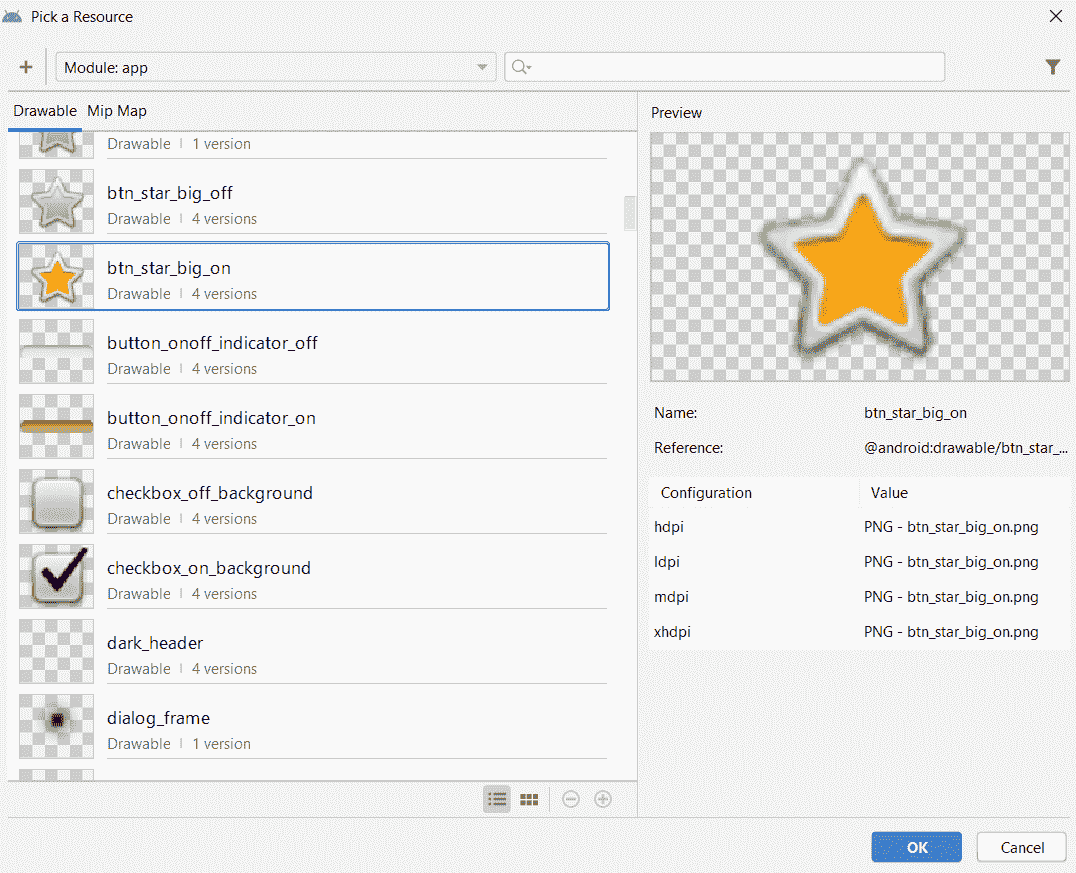 Pick a Resource
Module: app
Drawable Mip Map
Drawable 1 version
btn_star_big_off
Drawable 4 versions
btn_star_big_on
Drawable 4 versions
button_onoff_indicator_off
Drawable 4 versions
button_onoff_indicator_on
Drawable 4 versions
checkbox_off_background
Drawable 4 versions
checkbox_on_background
Drawable 4 versions
dark_header
Drawable 4 versions
dialog_frame
Drawable 1 version
Preview
Name: btn_star_big_on
Reference: @android:drawable/btn_star_...
Configuration Value
hdpi PNG - btn_star_big_on.png
ldpi PNG - btn_star_big_on.png
mdpi PNG - btn_star_big_on.png
xhdpi PNG - btn_star_big_on.png
OK Cancel